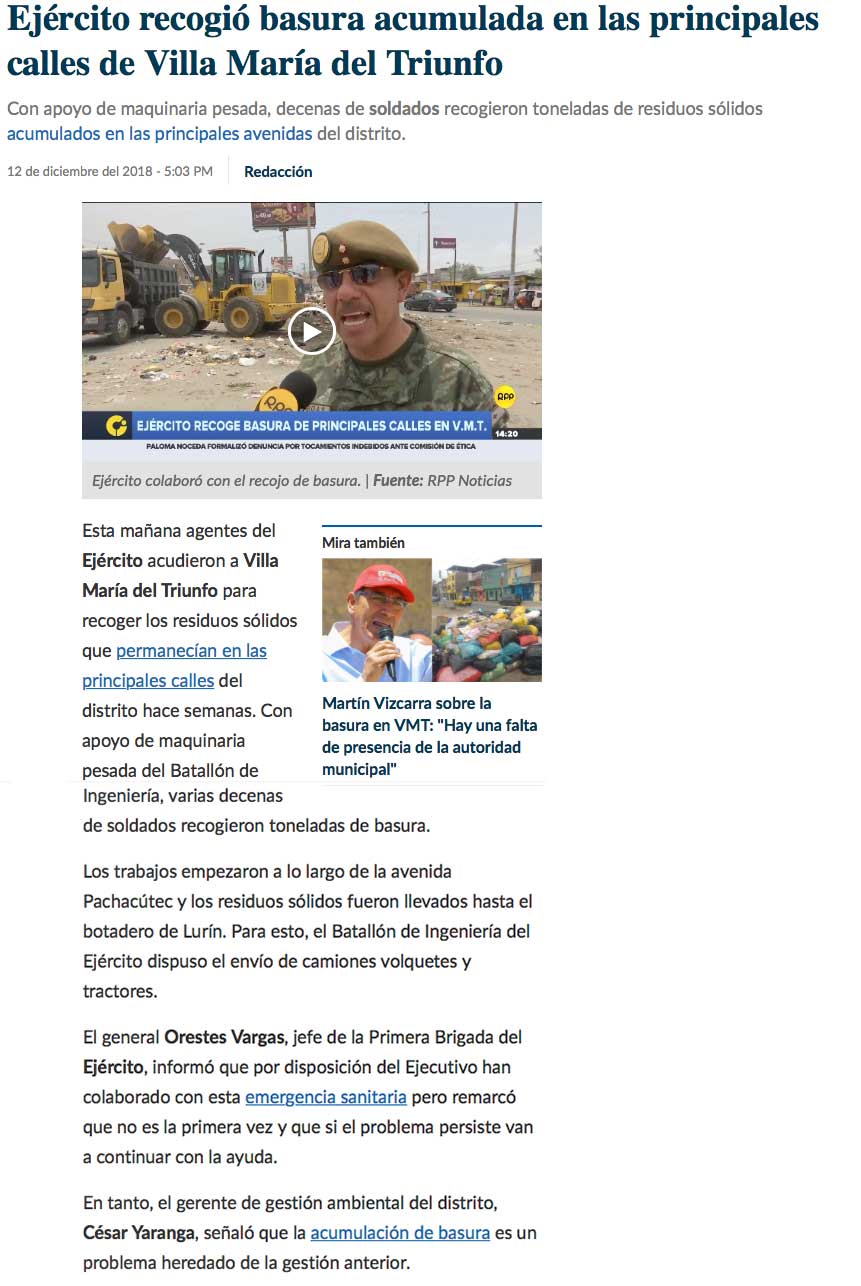 Ejército recogió basura acumulada en las principales
calles de Villa María del Triunfo
Con apoyo de maquinaria pesada, decenas de soldados recogieron toneladas de residuos sólidos
acumulados en las principales avenidas del distrito.
12 de diciembre del 2018 - 5:03 PM
Redacción
RPP
RPP
EJÉRCITO RECOGE BASURA DE PRINCIPALES CALLES EN V.M.T.
14:20
PALOMA NOCEDA FORMALIZÓ DENUNCIA POR TOCAMIENTOS INDEBIDOS ANTE COMISIÓN DE ÉTICA
Ejército colaboró con el recojo de basura. | Fuente: RPP Noticias
Esta mañana agentes del
Ejército acudieron a Villa
María del Triunfo para
recoger los residuos sólidos
que permanecían en las
principales calles del
distrito hace semanas. Con
apoyo de maquinaria
pesada del Batallón de
Ingeniería, varias decenas
de soldados recogieron toneladas de basura.
Mira también
Martín Vizcarra sobre la
basura en VMT: "Hay una falta
de presencia de la autoridad
municipal"
Los trabajos empezaron a lo largo de la avenida
Pachacútec y los residuos sólidos fueron llevados hasta el
botadero de Lurín. Para esto, el Batallón de Ingeniería del
Ejército dispuso el envío de camiones volquetes y
tractores.
El general Orestes Vargas, jefe de la Primera Brigada del
Ejército, informó que por disposición del Ejecutivo han
colaborado con esta emergencia sanitaria pero remarcó
que no es la primera vez y que si el problema persiste van
a continuar con la ayuda.
En tanto, el gerente de gestión ambiental del distrito,
César Yaranga, señaló que la acumulación de basura es un
problema heredado de la gestión anterior.